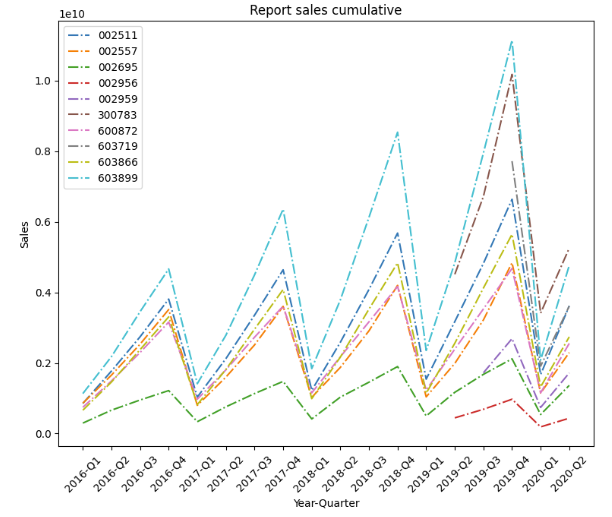 Report sales cumulative
1e10
002511
002557
002695
002956
002959
300783
600872
603719
603866
603899
1.0
0.8
0.6
0.4
0.2
0.0
Sales
2016-Q1
2016-Q2
2016-Q3
2016-Q4
2017-Q1
2017-Q2
2017-Q3
2017-Q4
2018-Q1
2018-Q2
2018-Q3
2018-Q4
2019-Q1
2019-Q2
2019-Q3
2019-Q4
2020-Q1
2020-Q2
Year-Quarter